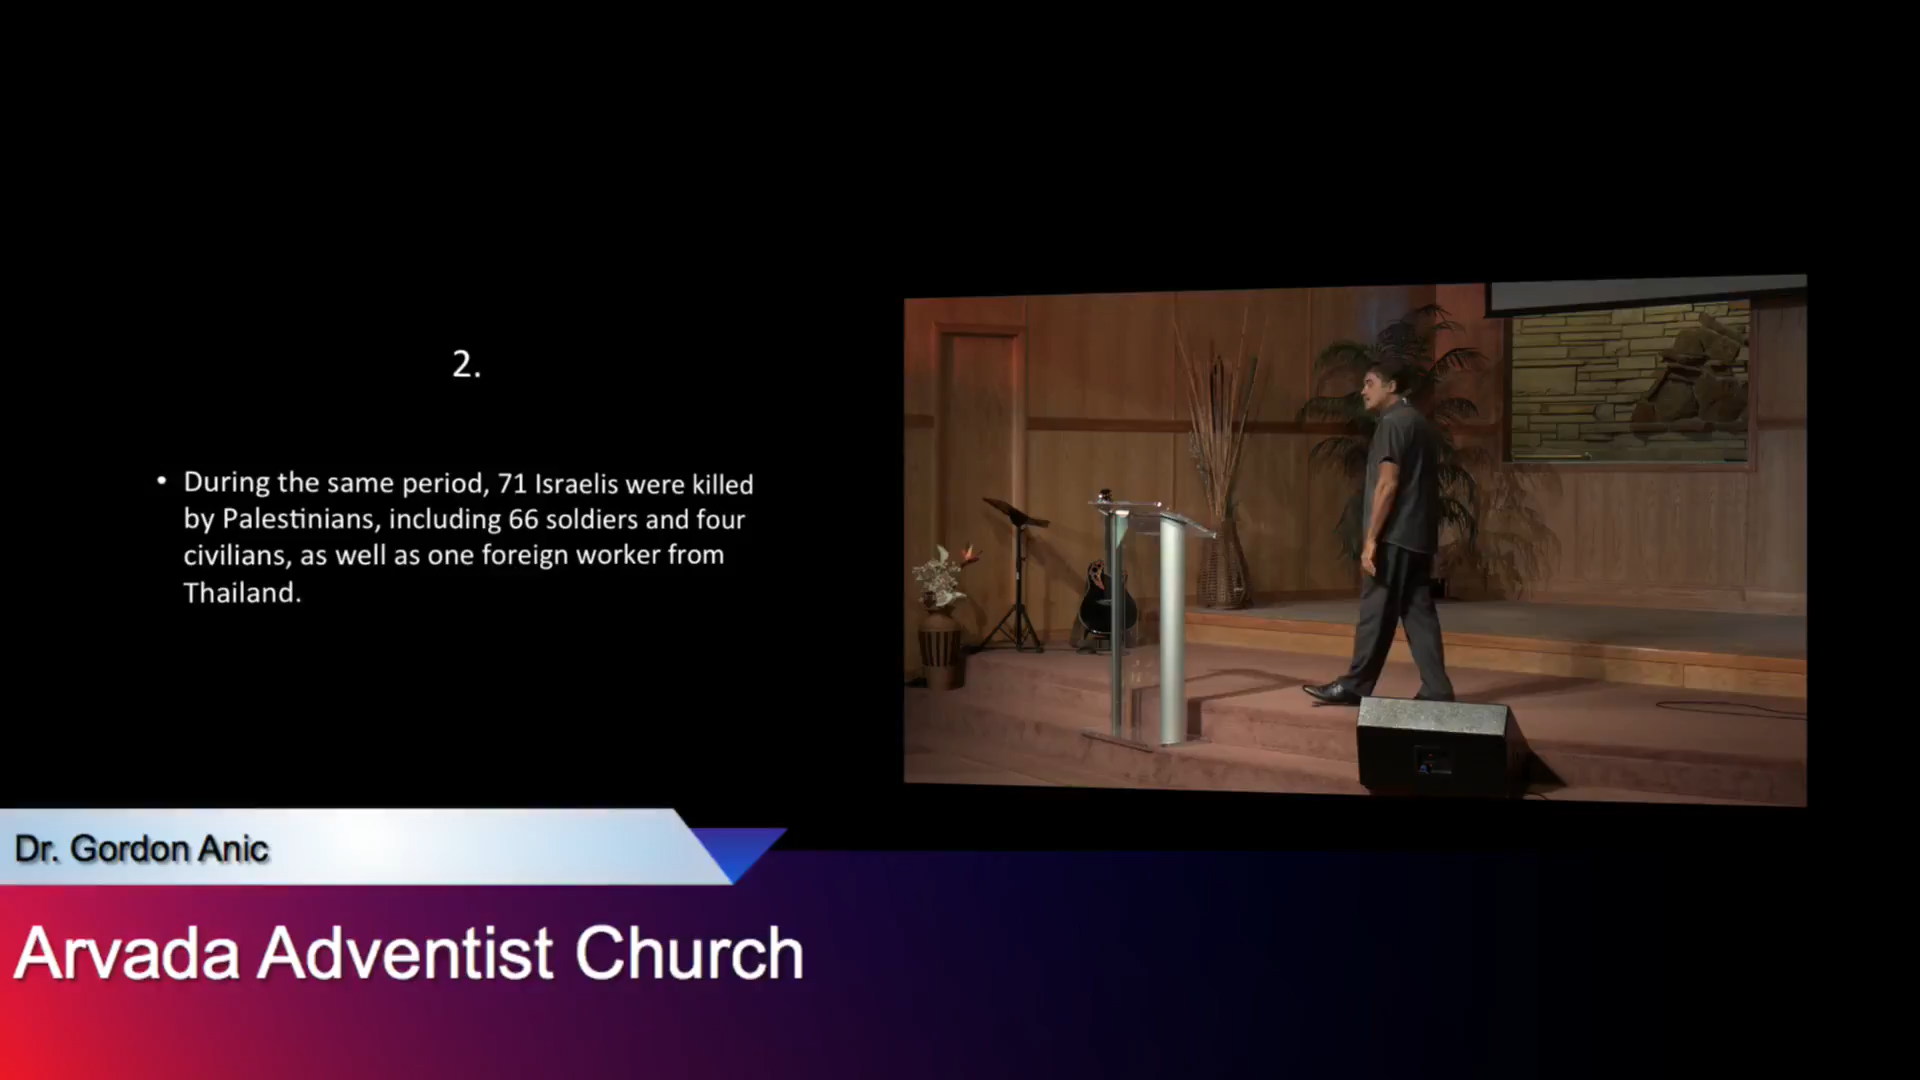 2.
• During the same period, 71 Israelis were killed
by Palestinians, including 66 soldiers and four
civilians, as well as one foreign worker from
Thailand.
Dr. Gordon Anic
Arvada Adventist Church